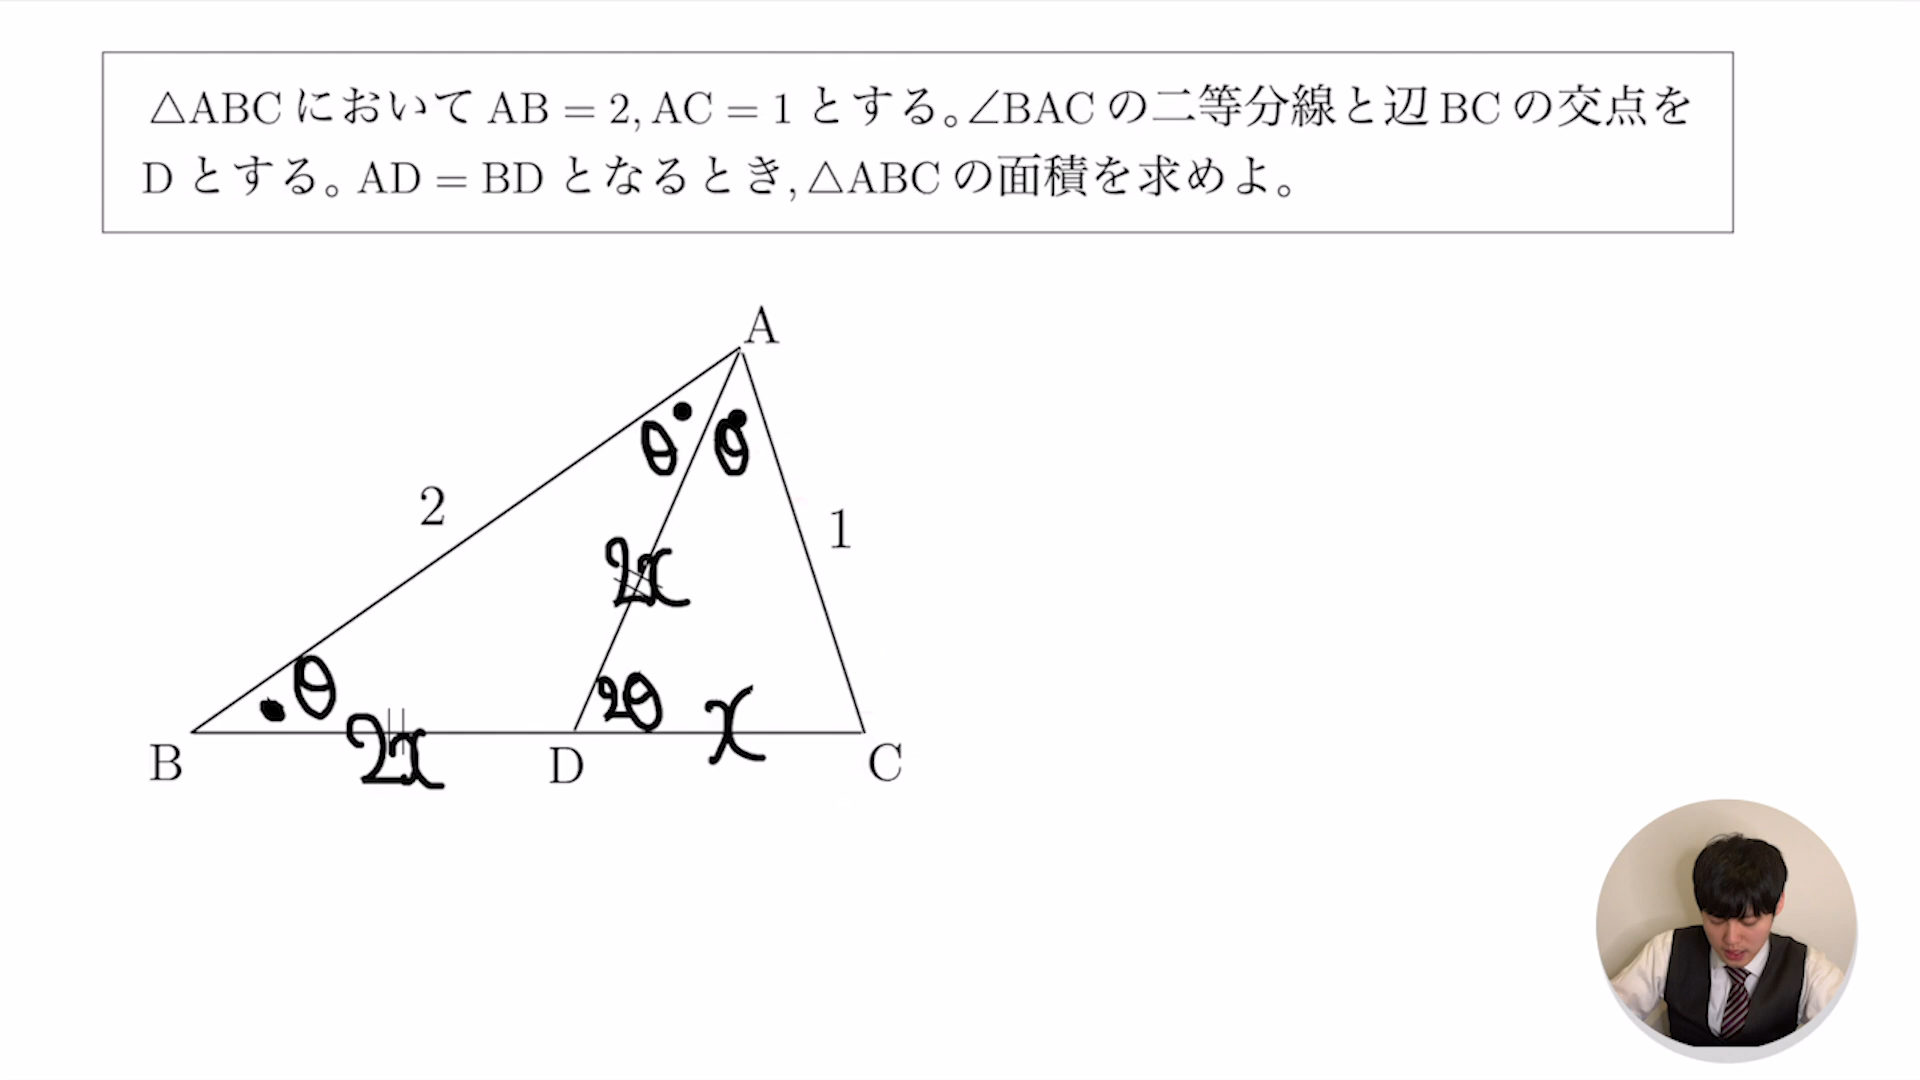 △ABC において AB = 2, AC = 1 とする。∠BAC の二等分線と辺 BC の交点を
D とする。AD = BD となるとき, △ABC の面積を求めよ。
A
θ θ
2
1
2x
θ
2θ
x
2x
B
D
C